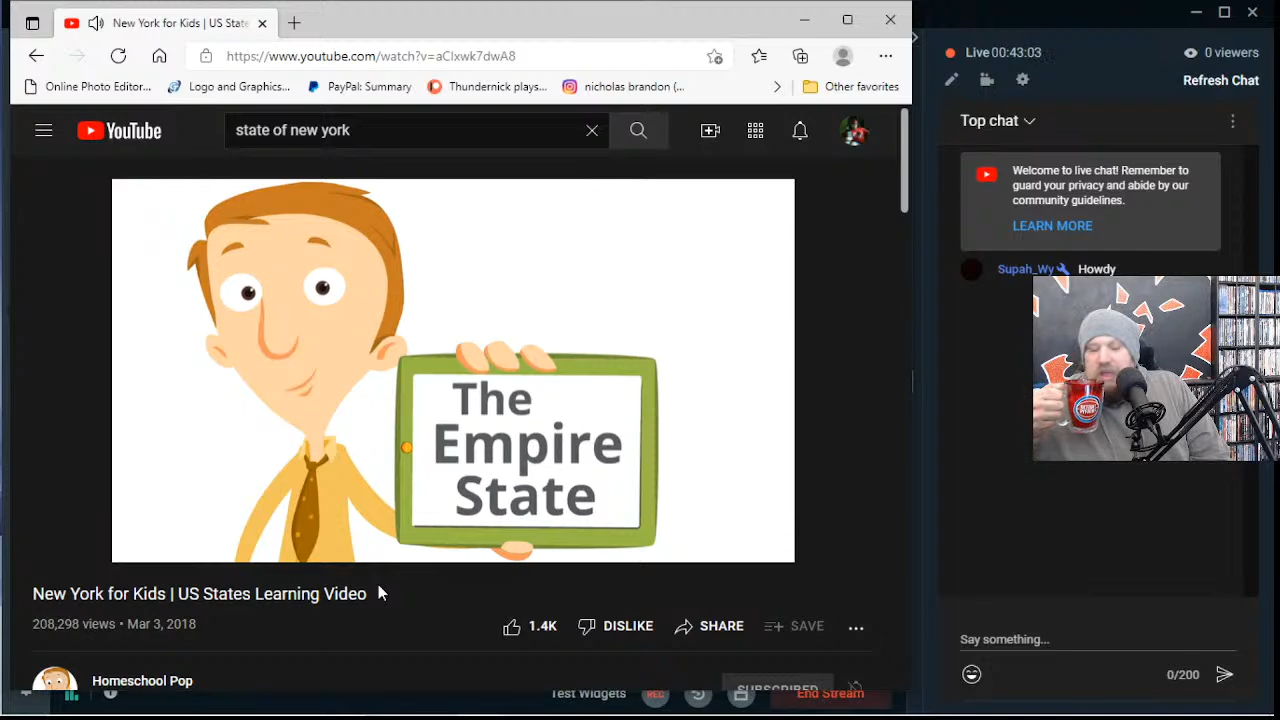 New York for Kids | US State
https://www.youtube.com/watch?v=aCIxwk7dwA8
Online Photo Editor...
Logo and Graphics...
PayPal: Summary
Thundernick plays...
nicholas brandon (...
Other favorites
YouTube
state of new york
The
Empire
State
New York for Kids | US States Learning Video
208,298 views • Mar 3, 2018
1.4K
DISLIKE
SHARE
SAVE
Homeschool Pop
SUBSCRIBED
Test Widgets
REC
End Stream
Live 00:43:03
0 viewers
Refresh Chat
Top chat
Welcome to live chat! Remember to
guard your privacy and abide by our
community guidelines.
LEARN MORE
Supah_Wy Howdy
Say something...
0/200